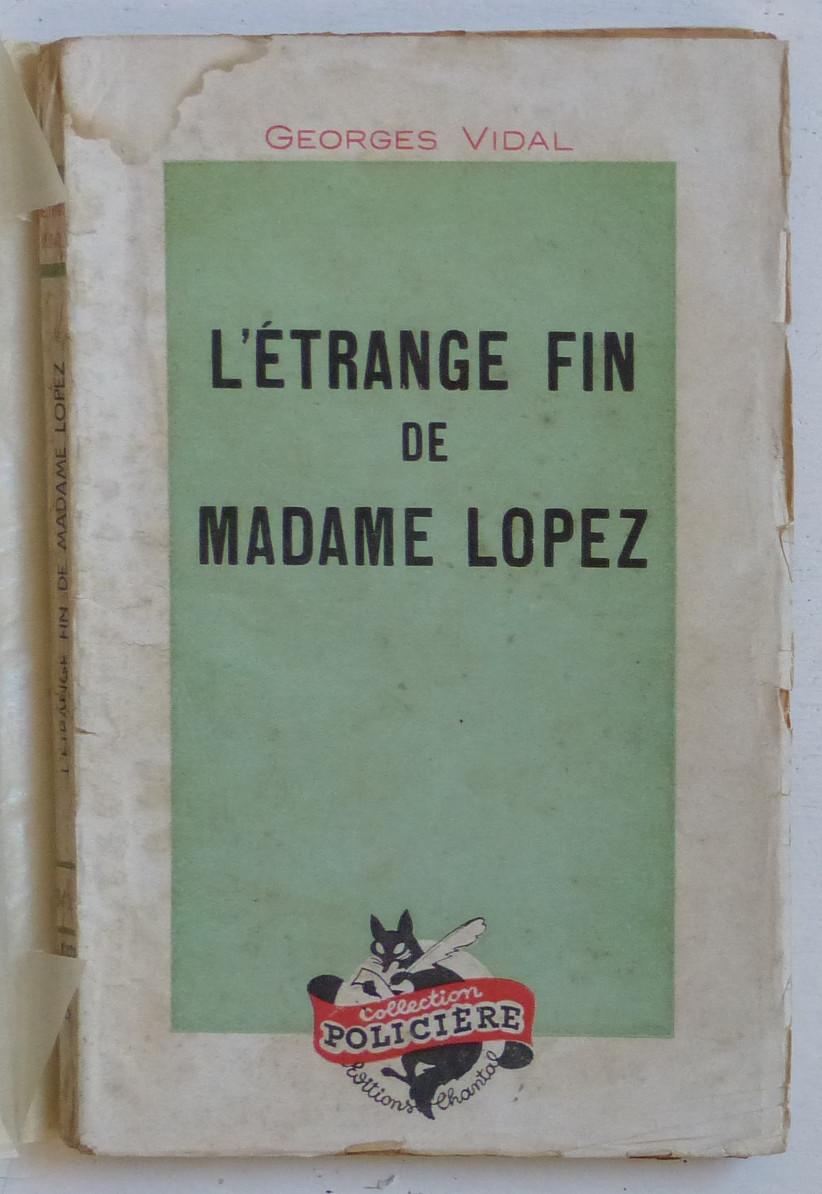 GEORGES VIDAL
L'ÉTRANGE FIN
DE
MADAME LOPEZ
collection
POLICIÈRE
Editions Chantal
L'ÉTRANGE FIN DE MADAME LOPEZ